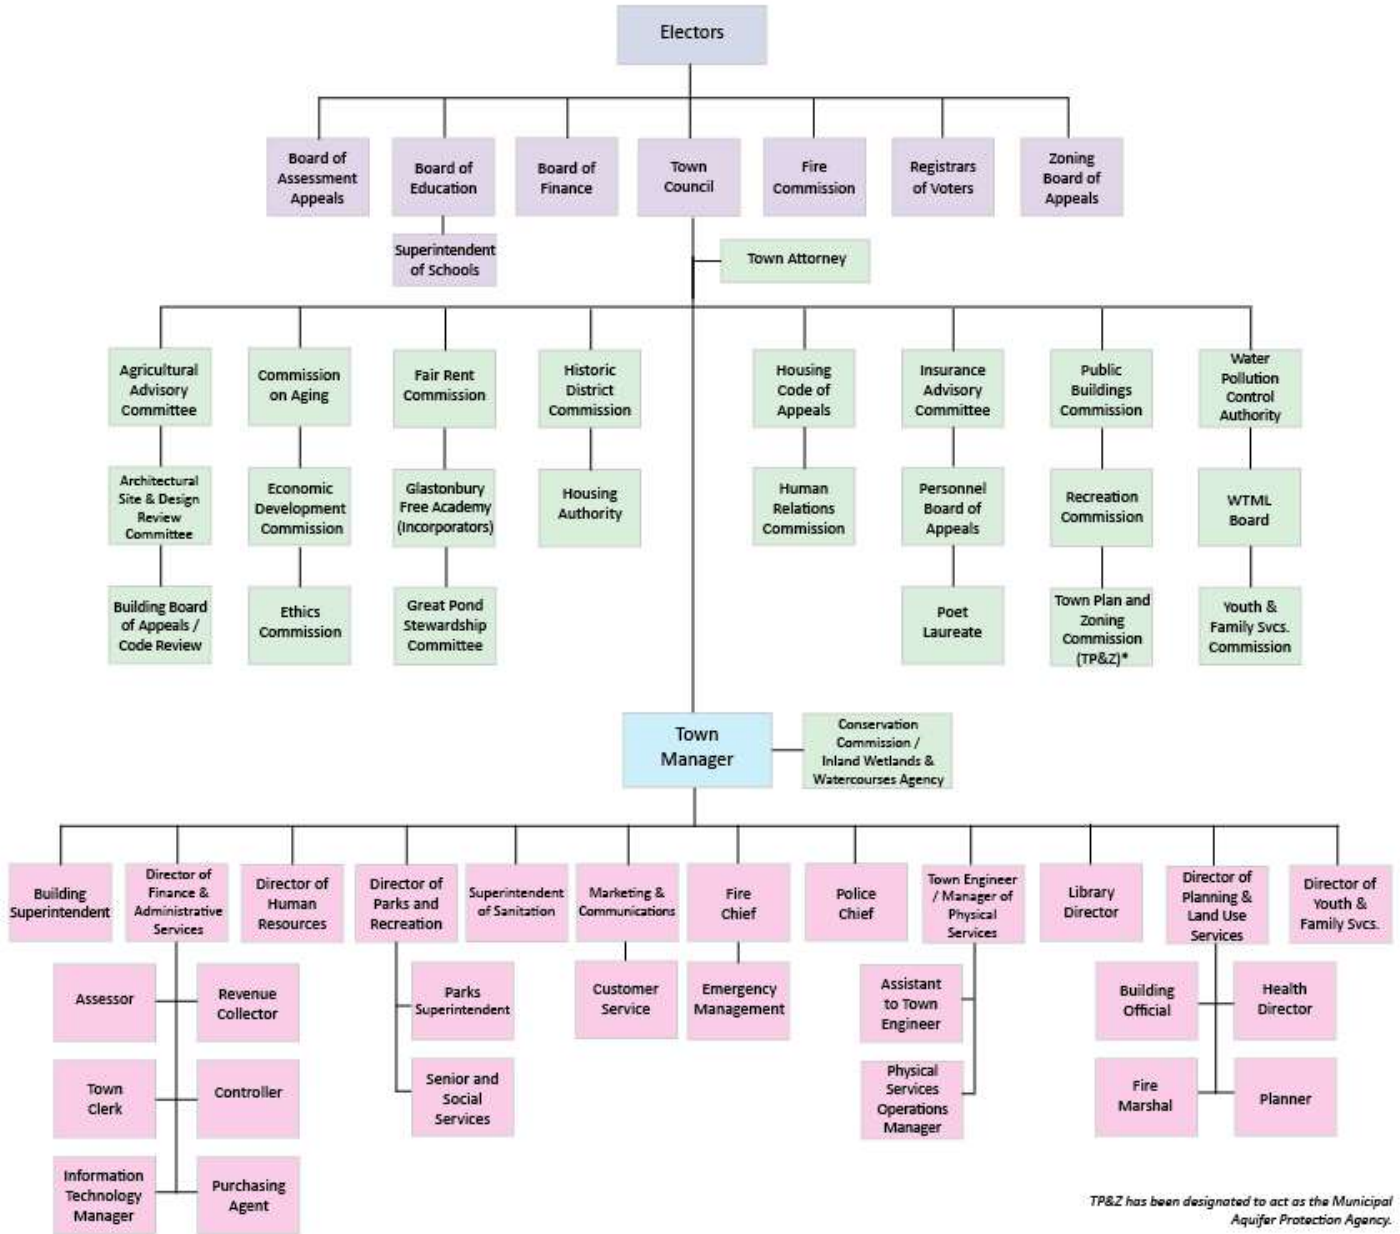 Electors
Board of
Assessment
Appeals
Board of
Education
Board of
Finance
Town
Council
Fire
Commission
Registrars
of Voters
Zoning
Board of
Appeals
Superintendent
of Schools
Town Attorney
Agricultural
Advisory
Committee
Commission
on Aging
Fair Rent
Commission
Historic
District
Commission
Housing
Code of
Appeals
Insurance
Advisory
Committee
Public
Buildings
Commission
Water
Pollution
Control
Authority
Architectural
Site & Design
Review
Committee
Economic
Development
Commission
Glastonbury
Free Academy
(Incorporators)
Housing
Authority
Human
Relations
Commission
Personnel
Board of
Appeals
Recreation
Commission
WTML
Board
Building Board
of Appeals /
Code Review
Ethics
Commission
Great Pond
Stewardship
Committee
Poet
Laureate
Town Plan and
Zoning
Commission
(TP&Z)*
Youth &
Family Svcs.
Commission
Town
Manager
Conservation
Commission /
Inland Wetlands &
Watercourses Agency
Building
Superintendent
Director of
Finance &
Administrative
Services
Director of
Human
Resources
Director of
Parks and
Recreation
Superintendent
of Sanitation
Marketing &
Communications
Fire
Chief
Police
Chief
Town Engineer
/ Manager of
Physical
Services
Library
Director
Director of
Planning &
Land Use
Services
Director of
Youth &
Family Svcs.
Assessor
Revenue
Collector
Parks
Superintendent
Customer
Service
Emergency
Management
Assistant
to Town
Engineer
Building
Official
Health
Director
Town
Clerk
Controller
Senior and
Social
Services
Physical
Services
Operations
Manager
Fire
Marshal
Planner
Information
Technology
Manager
Purchasing
Agent
TP&Z has been designated to act as the Municipal
Aquifer Protection Agency.